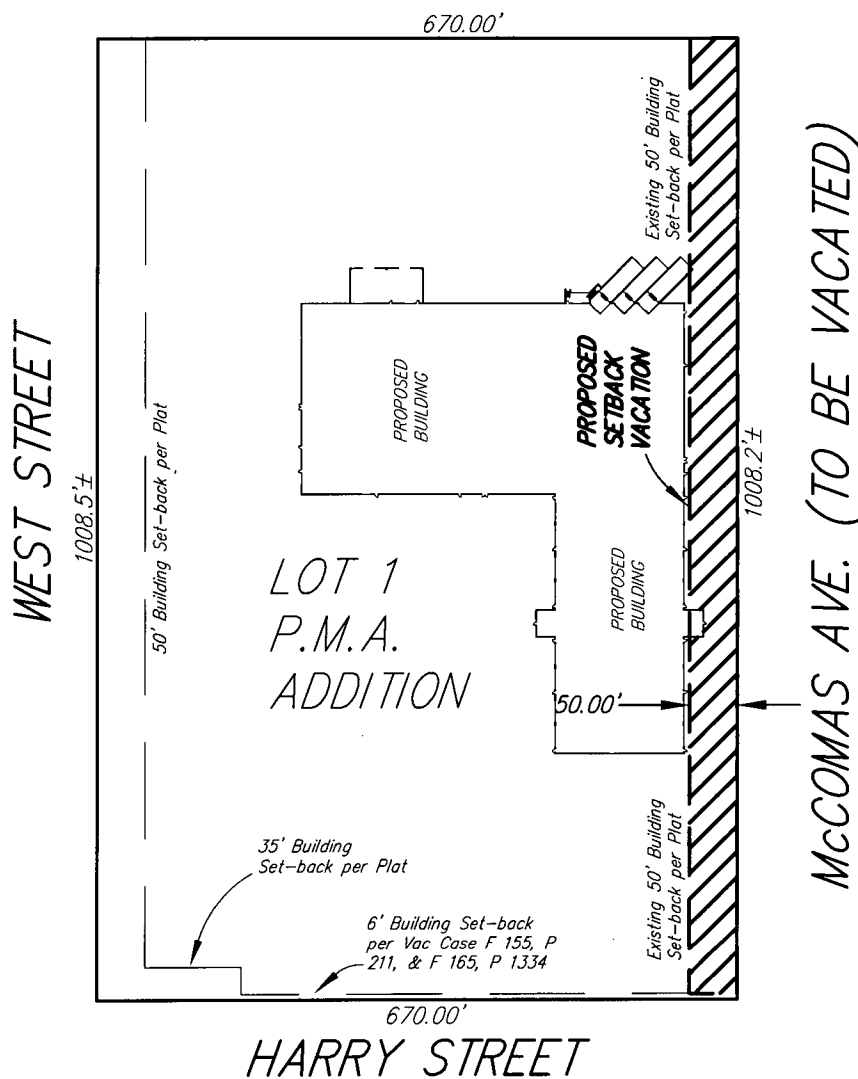 670.00'
Existing 50' Building
Set-back per Plat
McCOMAS AVE. (TO BE VACATED)
WEST STREET
1008.5'±
50' Building Set-back per Plat
PROPOSED
BUILDING
PROPOSED
SETBACK
VACATION
1008.2'±
LOT 1
P.M.A.
ADDITION
PROPOSED
BUILDING
50.00'
35' Building
Set-back per Plat
6' Building Set-back
per Vac Case F 155, P
211, & F 165, P 1334
Existing 50' Building
Set-back per Plat
670.00'
HARRY STREET